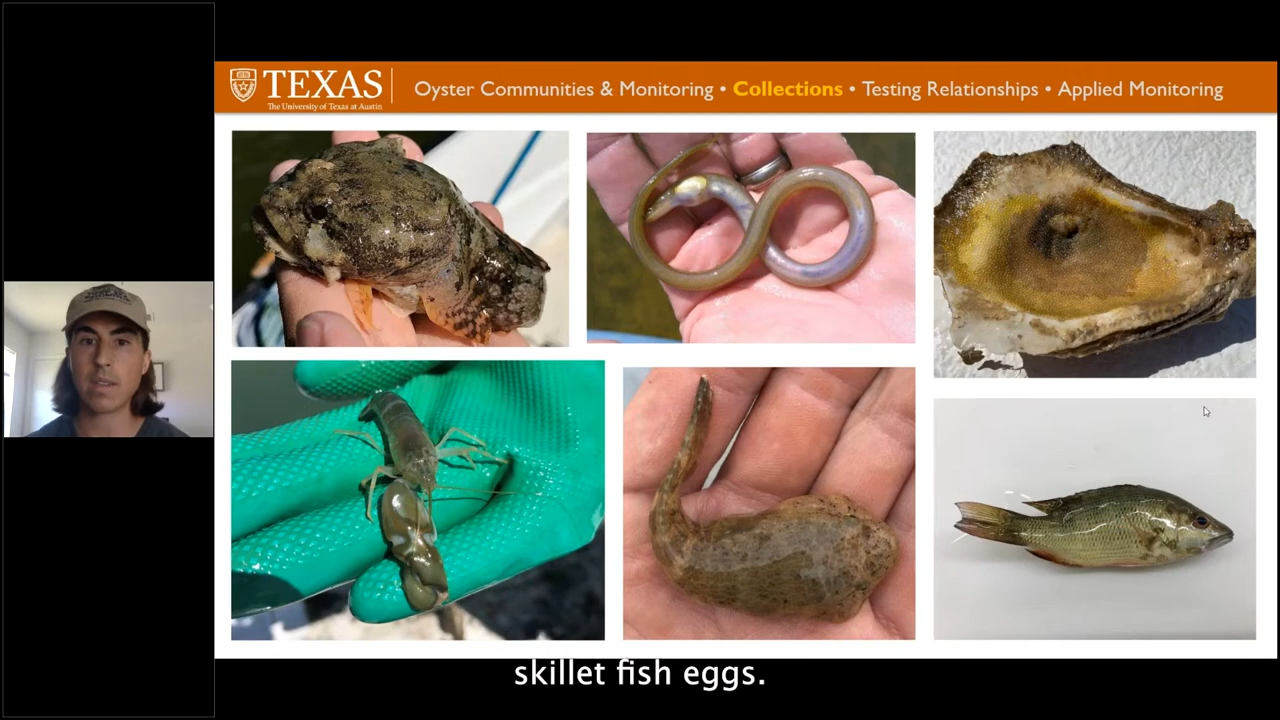 TEXAS
The University of Texas at Austin
Oyster Communities & Monitoring • Collections • Testing Relationships • Applied Monitoring
skillet fish eggs.